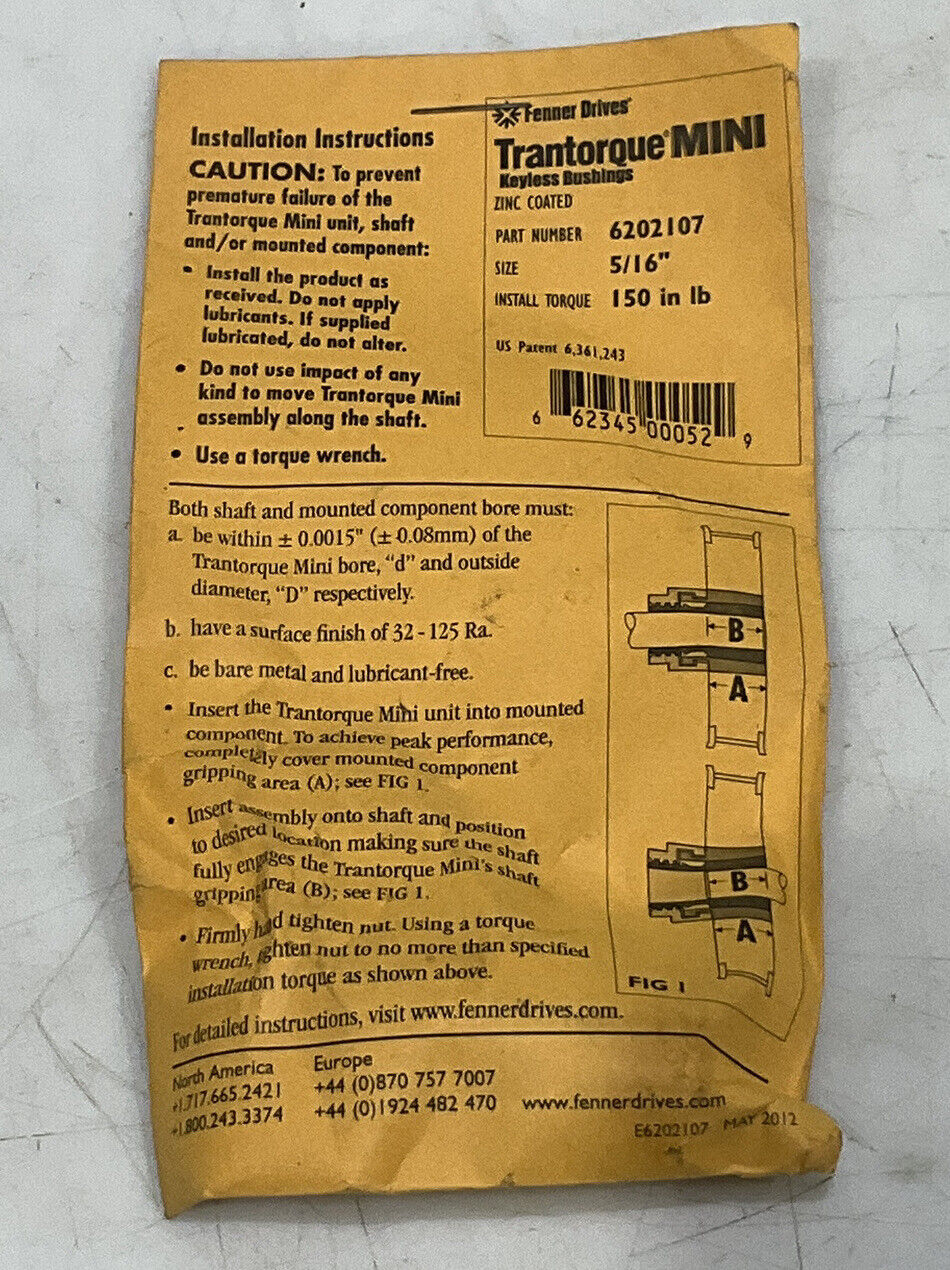 Installation Instructions
CAUTION: To prevent
premature failure of the
Trantorque Mini unit, shaft
and/or mounted component:
• Install the product as
received. Do not apply
lubricants. If supplied
lubricated, do not alter.
• Do not use impact of any
kind to move Trantorque Mini
assembly along the shaft.
• Use a torque wrench.
Fenner Drives®
Trantorque® MINI
Keyless Bushings
ZINC COATED
PART NUMBER 6202107
SIZE 5/16"
INSTALL TORQUE 150 in lb
US Patent 6,361,243
6 62345 00052 9
Both shaft and mounted component bore must:
a. be within ± 0.0015" (± 0.08mm) of the
Trantorque Mini bore, “d” and outside
diameter, “D” respectively.
b. have a surface finish of 32 - 125 Ra.
c. be bare metal and lubricant-free.
• Insert the Trantorque Mini unit into mounted
component. To achieve peak performance,
completely cover mounted component
gripping area (A); see FIG 1.
• Insert assembly onto shaft and position
to desired location making sure the shaft
fully engages the Trantorque Mini's shaft
gripping area (B); see FIG 1.
• Firmly hand tighten nut. Using a torque
wrench, tighten nut to no more than specified
installation torque as shown above.
For detailed instructions, visit www.fennerdrives.com.
B
A
B
A
FIG 1
North America
+1.717.665.2421
+1.800.243.3374
Europe
+44 (0)870 757 7007
+44 (0)1924 482 470
www.fennerdrives.com
E6202107 MAY 2012